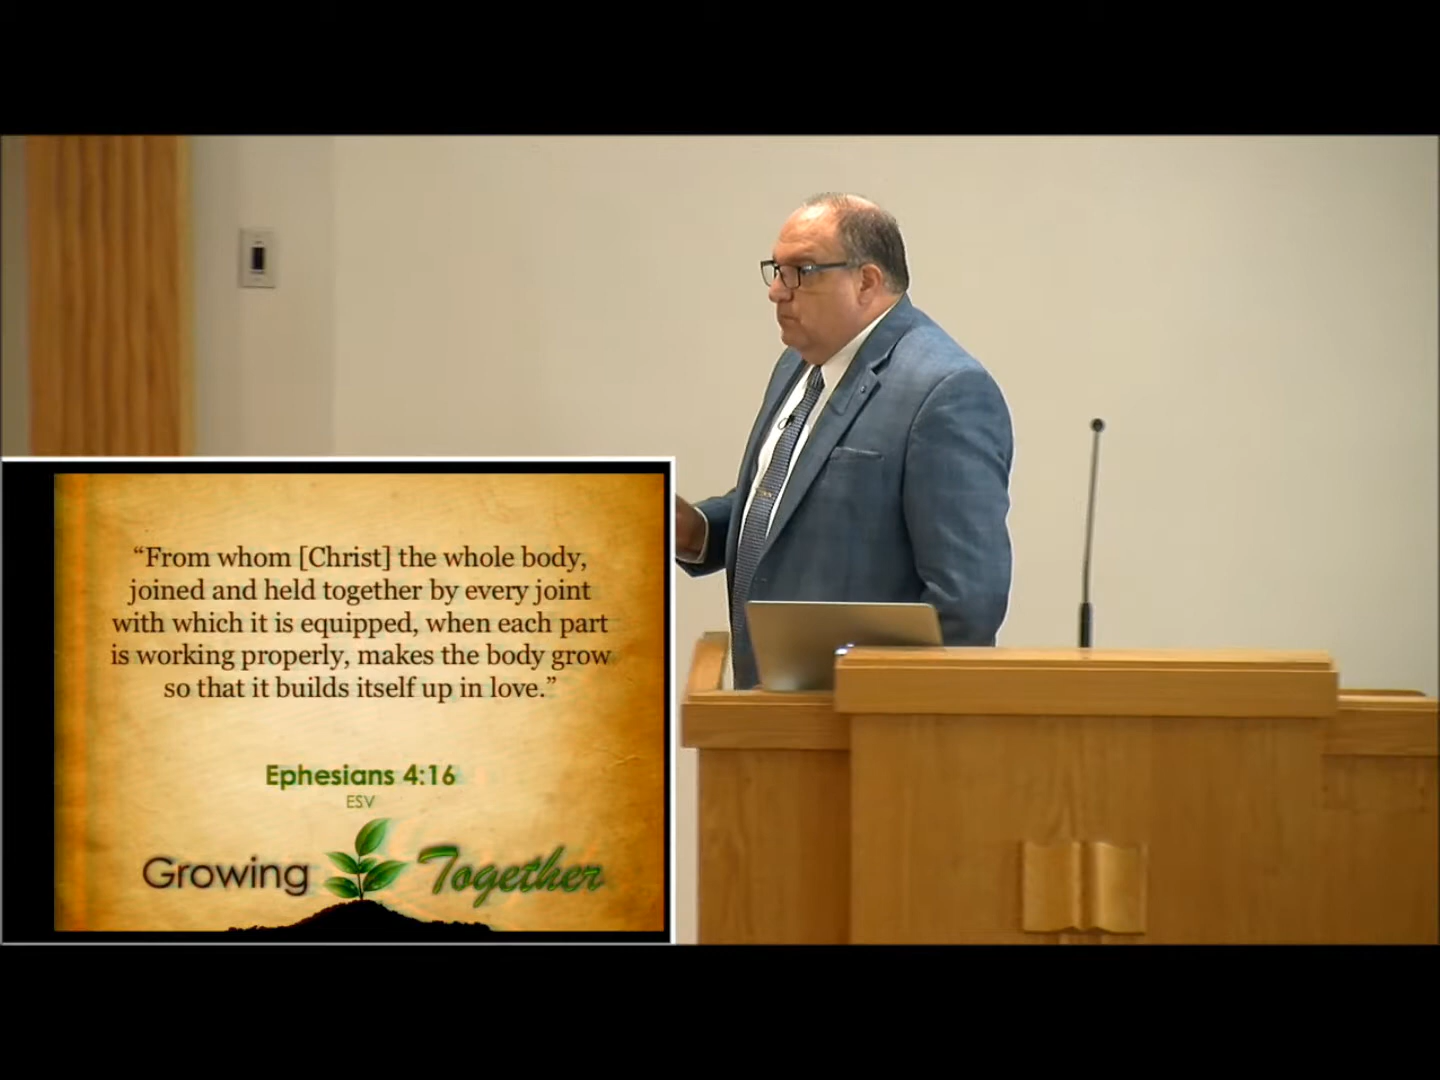 “From whom [Christ] the whole body,
joined and held together by every joint
with which it is equipped, when each part
is working properly, makes the body grow
so that it builds itself up in love.”
Ephesians 4:16
ESV
Growing Together